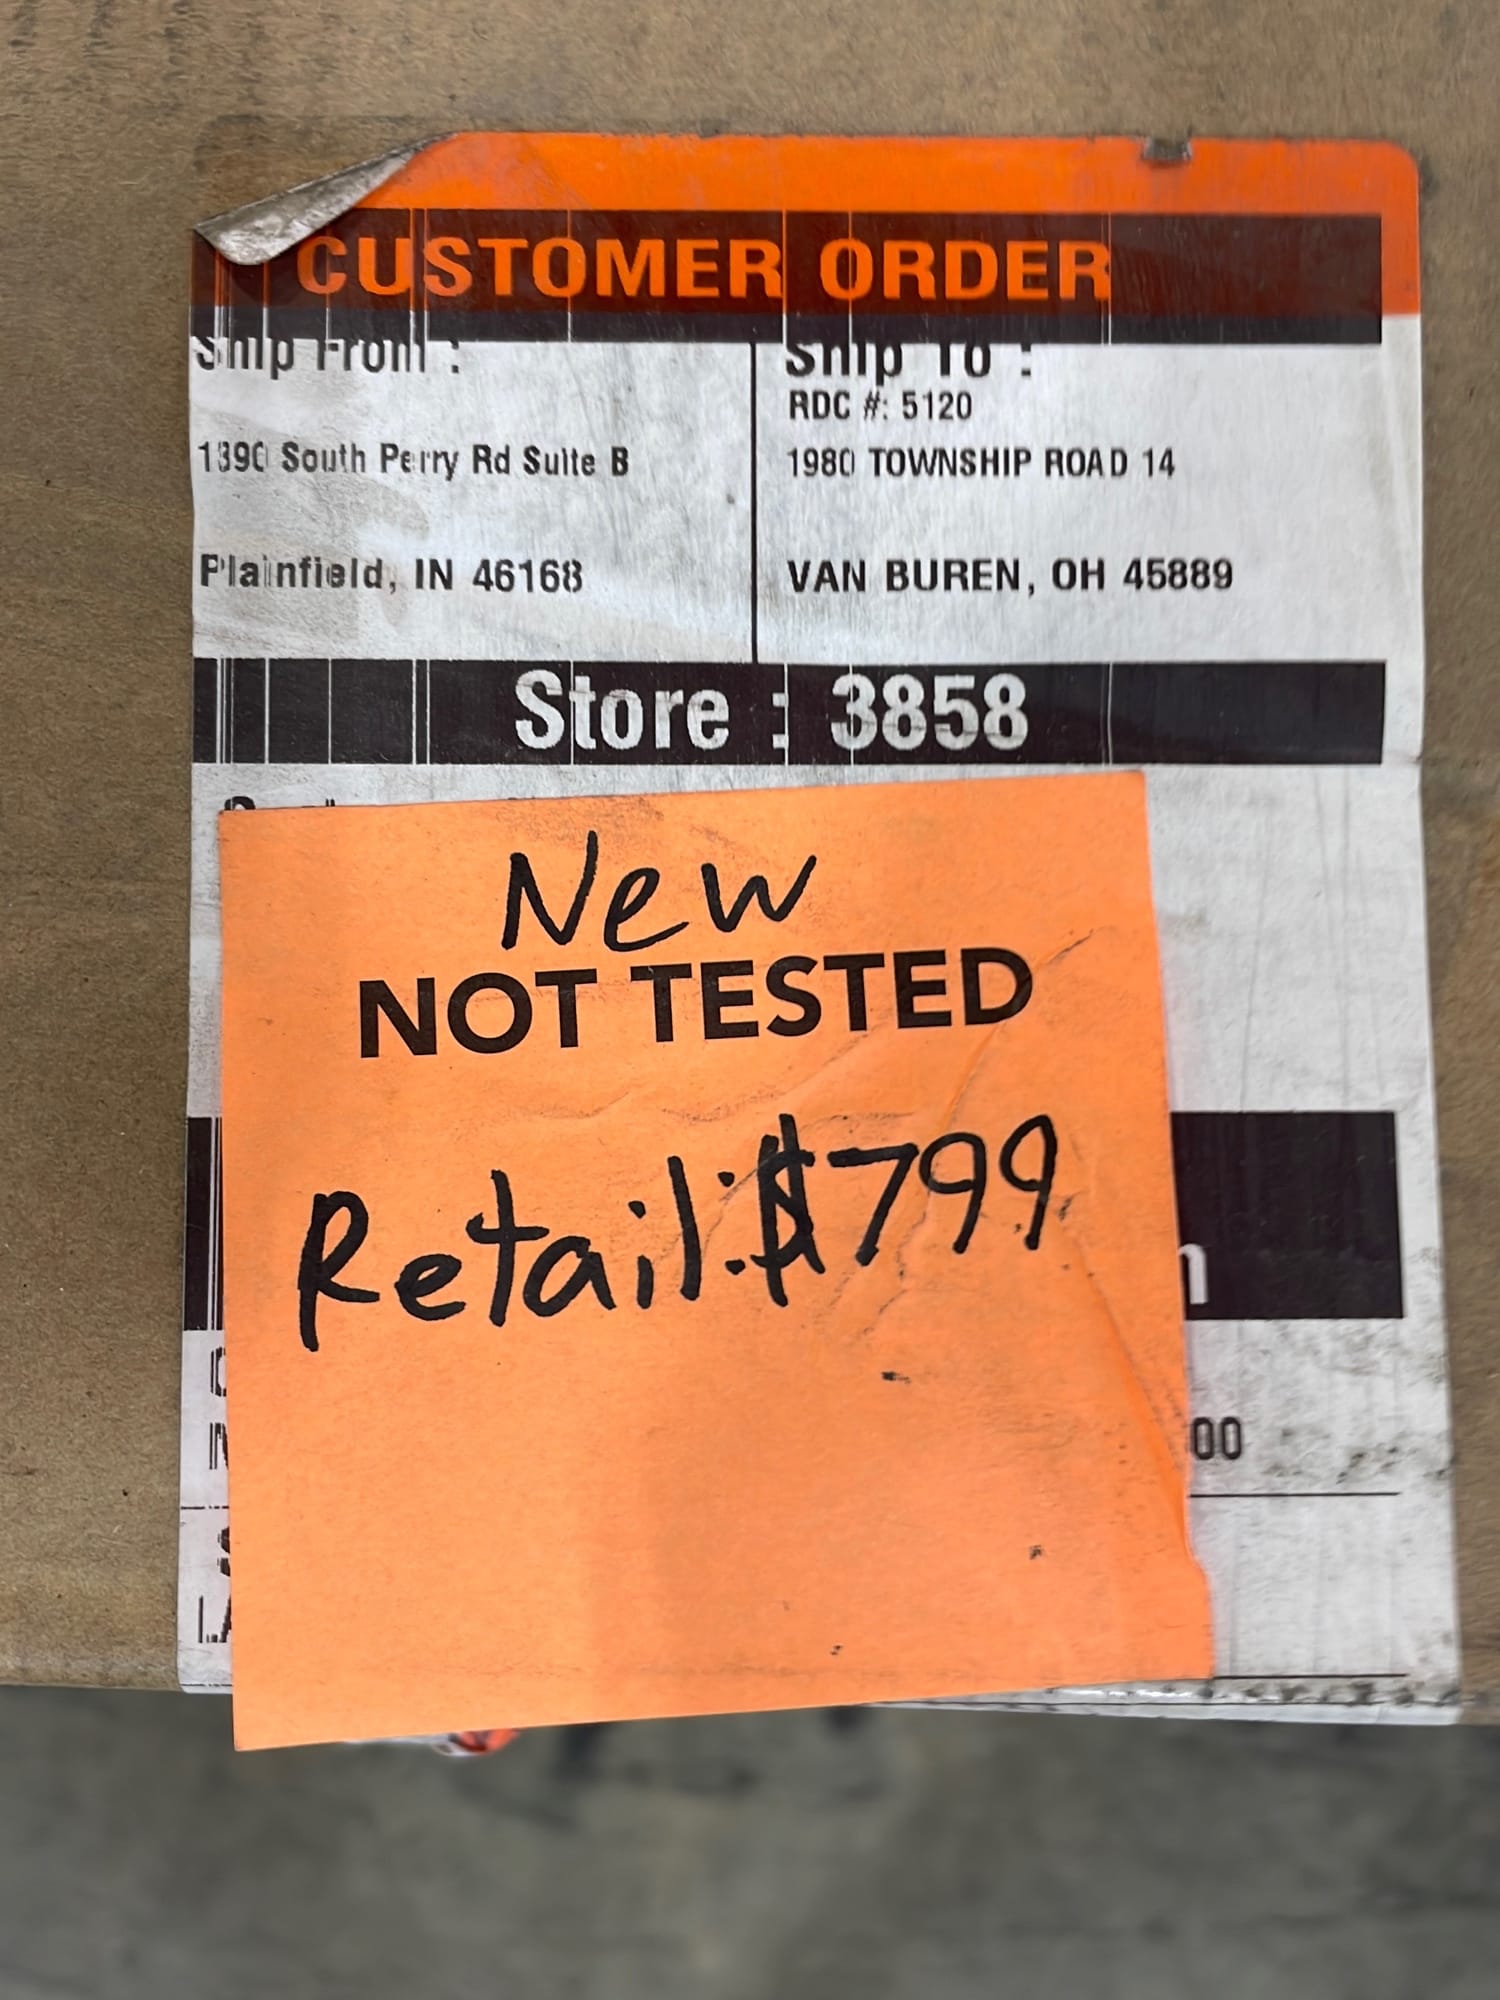 CUSTOMER ORDER
Ship From :
Ship To :
RDC #: 5120
1390 South Perry Rd Suite B
1980 TOWNSHIP ROAD 14
Plainfield, IN 46168
VAN BUREN, OH 45889
Store : 3858
New
NOT TESTED
Retail: $799
00